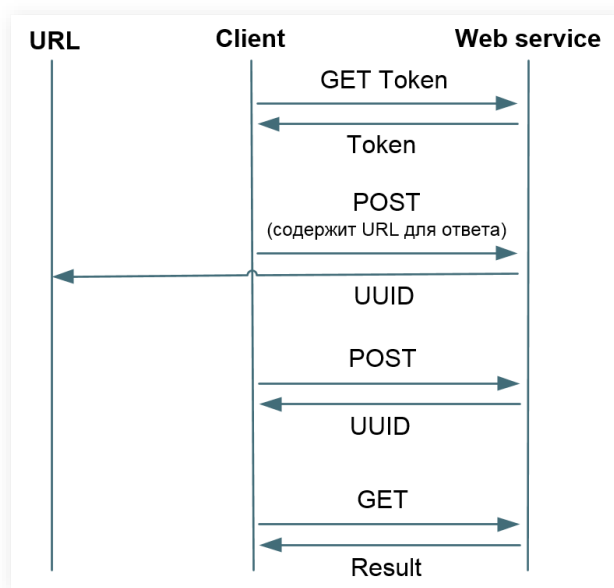 URL Client Web service
GET Token
Token
POST
(содержит URL для ответа)
UUID
POST
UUID
GET
Result